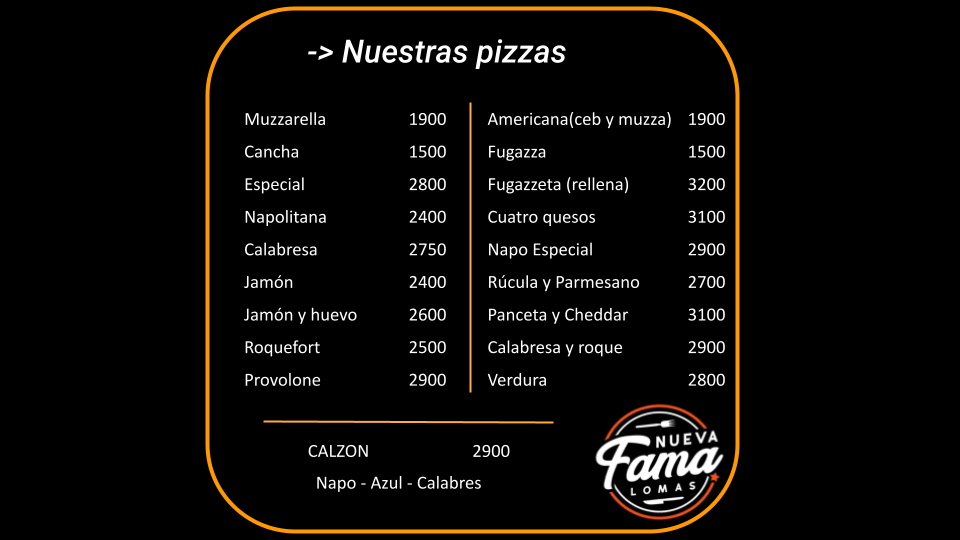 -> Nuestras pizzas
Muzzarella 1900
Cancha 1500
Especial 2800
Napolitana 2400
Calabresa 2750
Jamón 2400
Jamón y huevo 2600
Roquefort 2500
Provolone 2900
Americana(ceb y muzza) 1900
Fugazza 1500
Fugazzeta (rellena) 3200
Cuatro quesos 3100
Napo Especial 2900
Rúcula y Parmesano 2700
Panceta y Cheddar 3100
Calabresa y roque 2900
Verdura 2800
CALZON 2900
Napo - Azul - Calabres
NUEVA
Fama
LOMAS